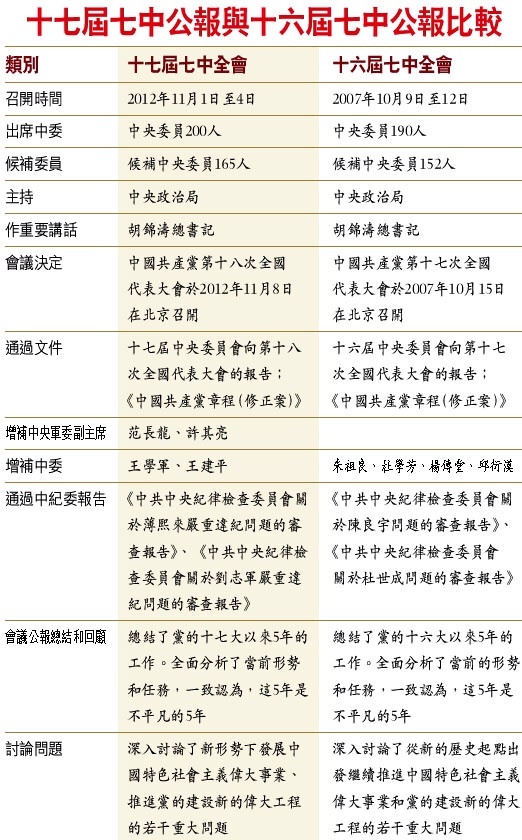 十七屆七中公報與十六屆七中公報比較
類別 十七屆七中全會 十六屆七中全會
召開時間 2012年11月1日至4日 2007年10月9日至12日
出席中委 中央委員200人 中央委員190人
候補委員 候補中央委員165人 候補中央委員152人
主持 中央政治局 中央政治局
作重要講話 胡錦濤總書記 胡錦濤總書記
會議決定 中國共產黨第十八次全國 中國共產黨第十七次全國
代表大會於2012年11月8日 代表大會於2007年10月15日
在北京召開 在北京召開
通過文件 十七屆中央委員會向第十八 十六屆中央委員會向第十七
次全國代表大會的報告； 次全國代表大會的報告；
《中國共產黨章程(修正案)》 《中國共產黨章程(修正案)》
增補中央軍委副主席 范長龍、許其亮
增補中委 王學軍、王建平 朱祖良、杜學芳、楊傳堂、邱衍漢
通過中紀委報告 《中共中央紀律檢查委員會關 《中共中央紀律檢查委員會關
於薄熙來嚴重違紀問題的審 於陳良宇問題的審查報告》、
查報告》、《中共中央紀律檢 《中共中央紀律檢查委員會
查委員會關於劉志軍嚴重違 關於杜世成問題的審查報告》
紀問題的審查報告》
會議公報總結和回顧 總結了黨的十七大以來5年的 總結了黨的十六大以來5年的
工作。全面分析了當前形勢 工作。全面分析了當前的形勢
和任務，一致認為，這5年是 和任務，一致認為，這5年是
不平凡的5年 不平凡的5年
討論問題 深入討論了新形勢下發展中 深入討論了從新的歷史起點出
國特色社會主義偉大事業、 發繼續推進中國特色社會主義
推進黨的建設新的偉大工程 偉大事業和黨的建設新的偉大
的若干重大問題 工程的若干重大問題